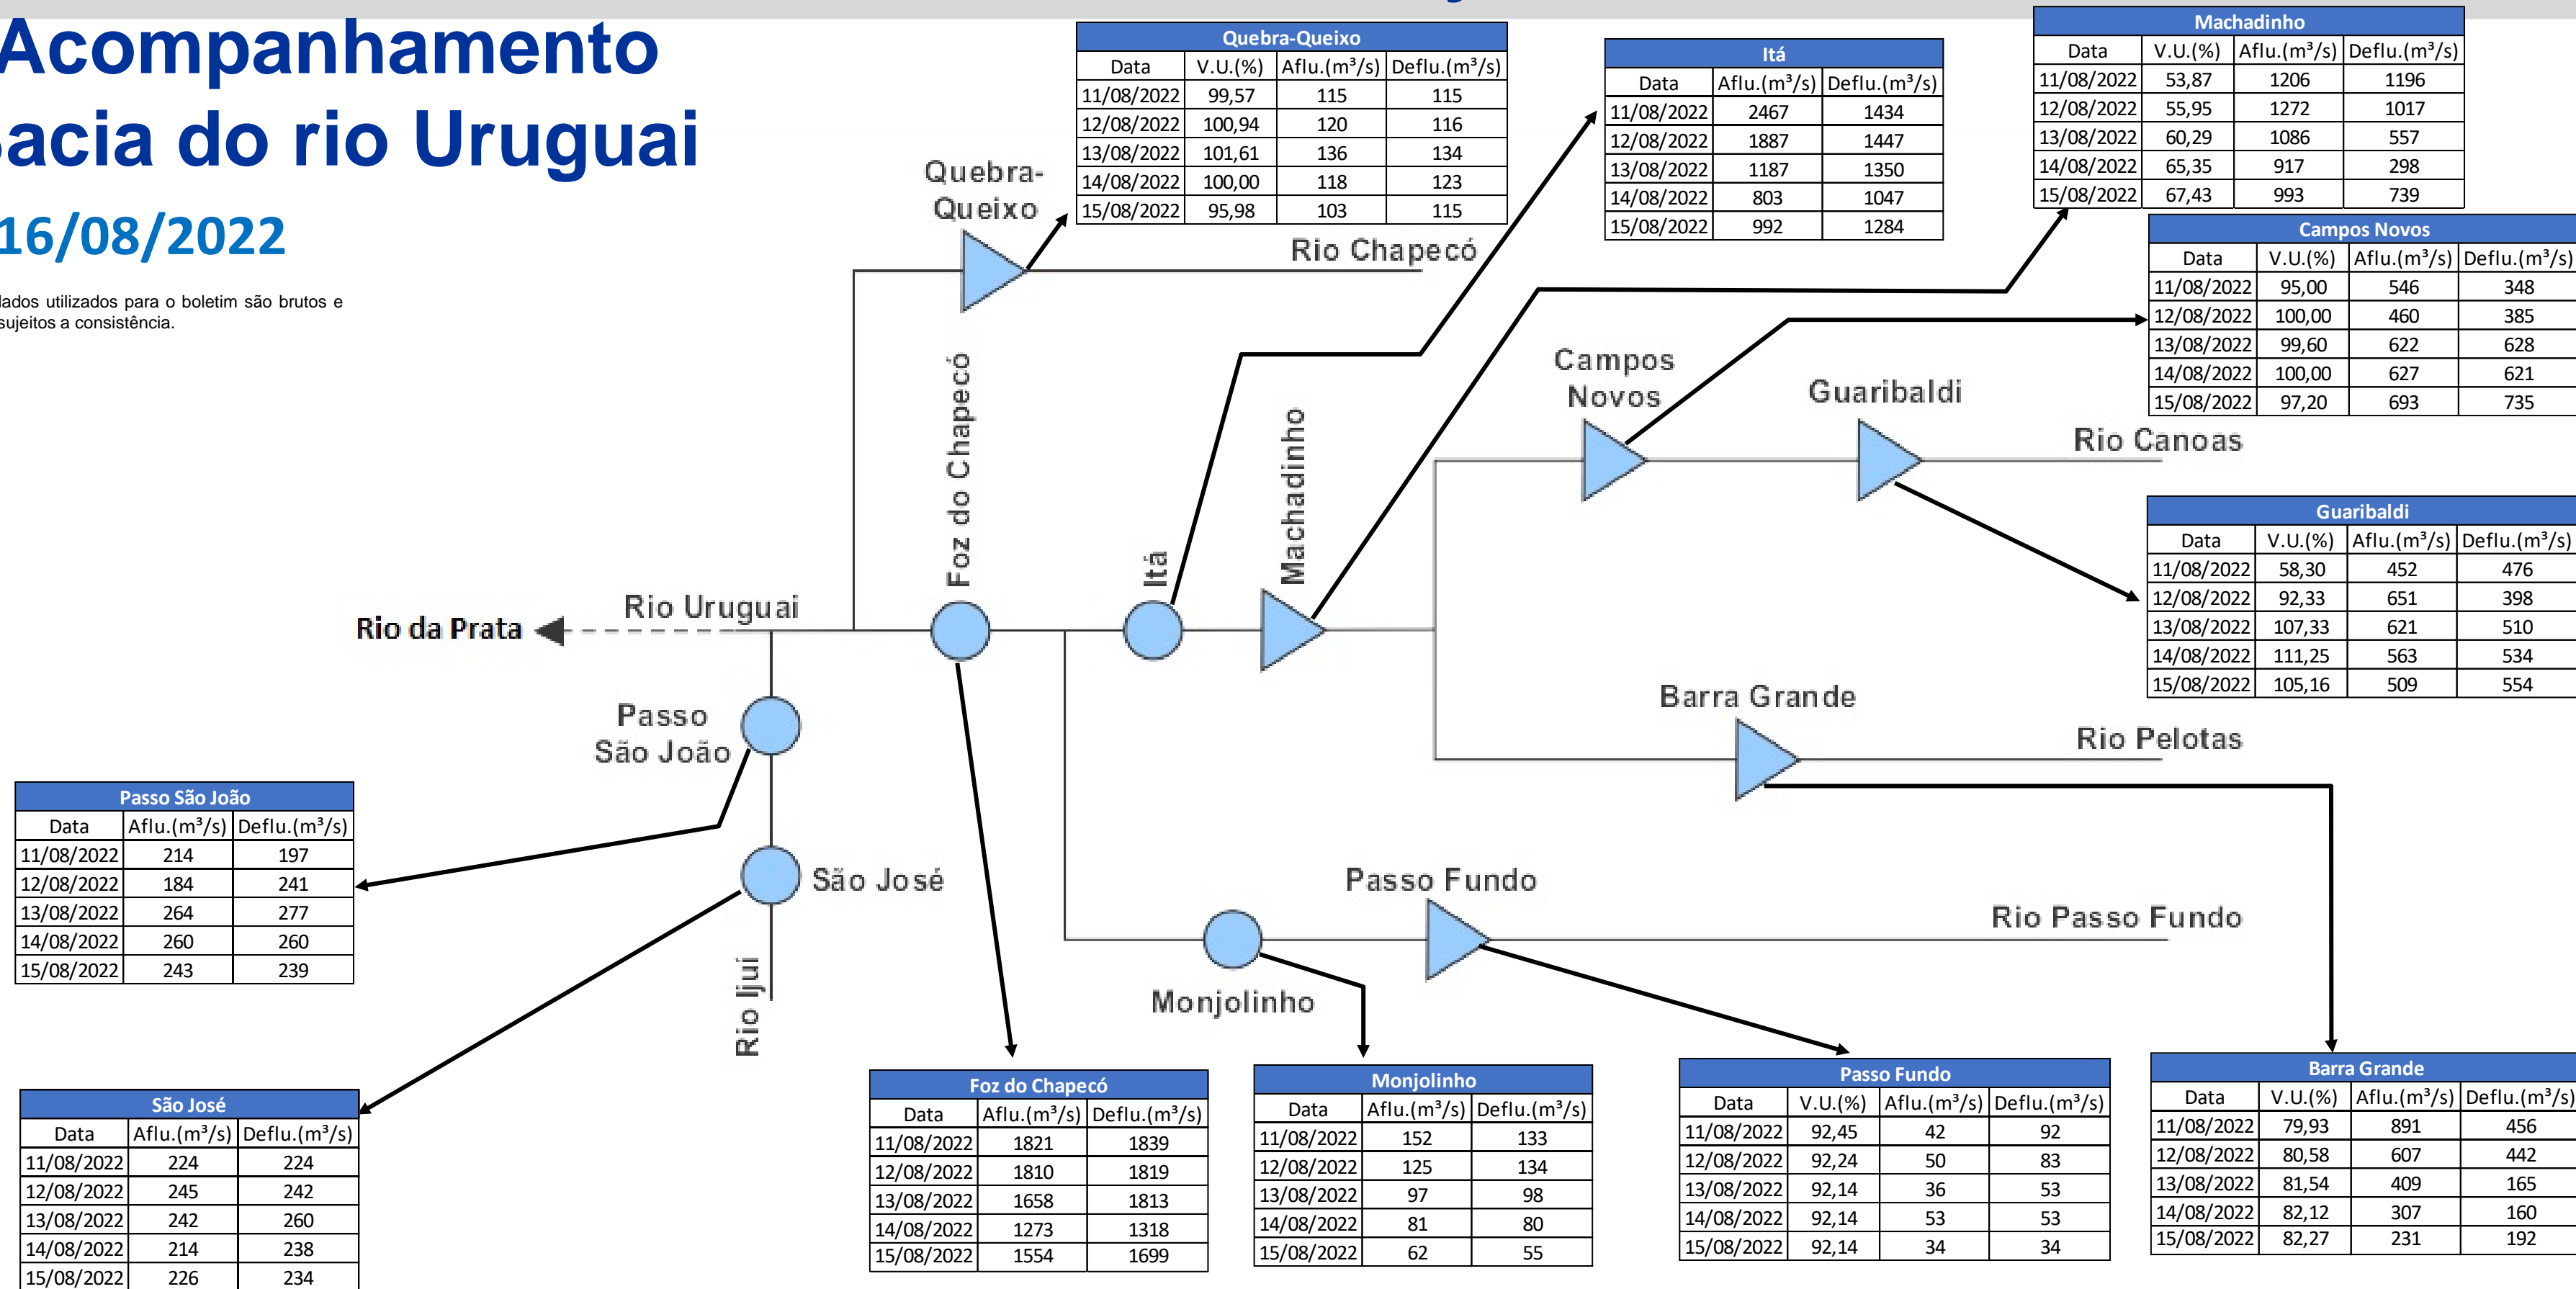 Acompanhamento
Bacia do rio Uruguai
16/08/2022
dados utilizados para o boletim são brutos e
sujeitos a consistência.
Quebra-Queixo
Data V.U.(%) Aflu.(m³/s) Deflu.(m³/s)
11/08/2022 99,57 115 115
12/08/2022 100,94 120 116
13/08/2022 101,61 136 134
14/08/2022 100,00 118 123
15/08/2022 95,98 103 115
Itá
Data Aflu.(m³/s) Deflu.(m³/s)
11/08/2022 2467 1434
12/08/2022 1887 1447
13/08/2022 1187 1350
14/08/2022 803 1047
15/08/2022 992 1284
Machadinho
Data V.U.(%) Aflu.(m³/s) Deflu.(m³/s)
11/08/2022 53,87 1206 1196
12/08/2022 55,95 1272 1017
13/08/2022 60,29 1086 557
14/08/2022 65,35 917 298
15/08/2022 67,43 993 739
Campos Novos
Data V.U.(%) Aflu.(m³/s) Deflu.(m³/s)
11/08/2022 95,00 546 348
12/08/2022 100,00 460 385
13/08/2022 99,60 622 628
14/08/2022 100,00 627 621
15/08/2022 97,20 693 735
Quebra-
Queixo
Rio Chapecó
Foz do Chapecó
Itá
Machadinho
Campos
Novos
Guaribaldi
Rio Canoas
Guaribaldi
Data V.U.(%) Aflu.(m³/s) Deflu.(m³/s)
11/08/2022 58,30 452 476
12/08/2022 92,33 651 398
13/08/2022 107,33 621 510
14/08/2022 111,25 563 534
15/08/2022 105,16 509 554
Rio da Prata
Rio Uruguai
Passo
São João
Barra Grande
Rio Pelotas
São José
Passo Fundo
Rio Passo Fundo
Monjolinho
Rio Ijui
Passo São João
Data Aflu.(m³/s) Deflu.(m³/s)
11/08/2022 214 197
12/08/2022 184 241
13/08/2022 264 277
14/08/2022 260 260
15/08/2022 243 239
São José
Data Aflu.(m³/s) Deflu.(m³/s)
11/08/2022 224 224
12/08/2022 245 242
13/08/2022 242 260
14/08/2022 214 238
15/08/2022 226 234
Foz do Chapecó
Data Aflu.(m³/s) Deflu.(m³/s)
11/08/2022 1821 1839
12/08/2022 1810 1819
13/08/2022 1658 1813
14/08/2022 1273 1318
15/08/2022 1554 1699
Monjolinho
Data Aflu.(m³/s) Deflu.(m³/s)
11/08/2022 152 133
12/08/2022 125 134
13/08/2022 97 98
14/08/2022 81 80
15/08/2022 62 55
Passo Fundo
Data V.U.(%) Aflu.(m³/s) Deflu.(m³/s)
11/08/2022 92,45 42 92
12/08/2022 92,24 50 83
13/08/2022 92,14 36 53
14/08/2022 92,14 53 53
15/08/2022 92,14 34 34
Barra Grande
Data V.U.(%) Aflu.(m³/s) Deflu.(m³/s)
11/08/2022 79,93 891 456
12/08/2022 80,58 607 442
13/08/2022 81,54 409 165
14/08/2022 82,12 307 160
15/08/2022 82,27 231 192